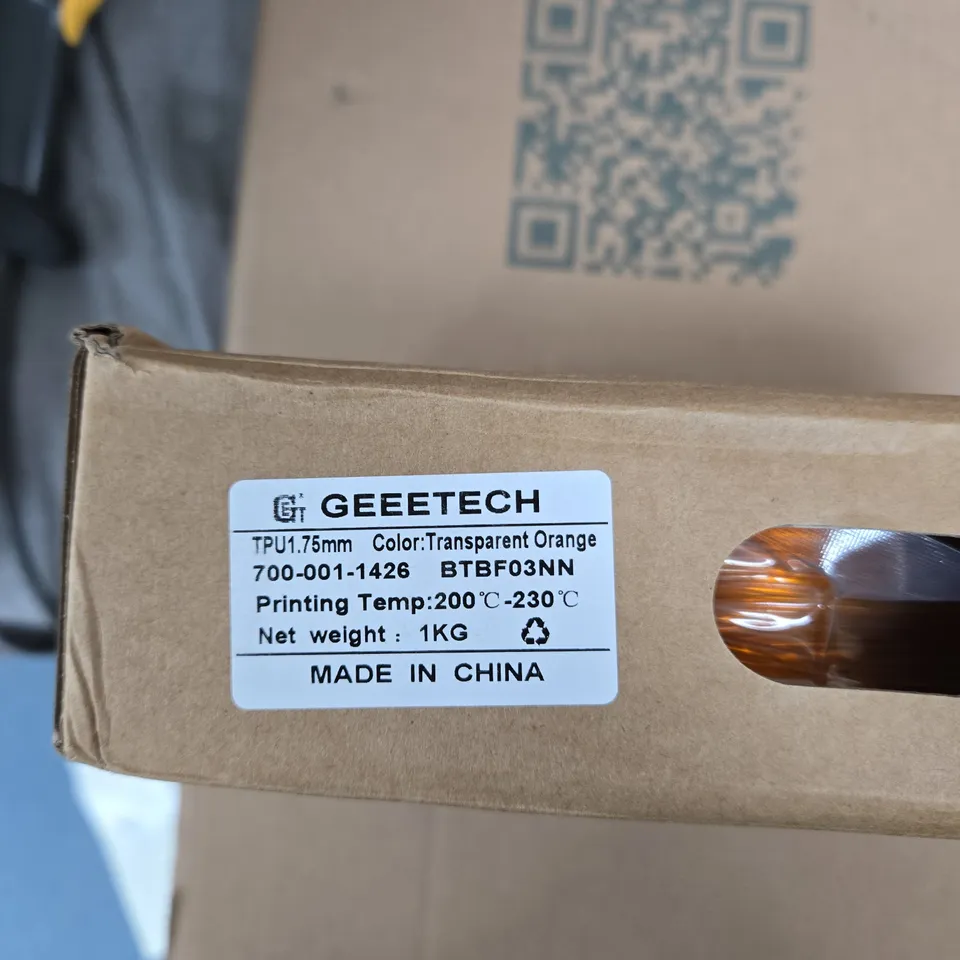 GEEETECH
TPU1.75mm Color:Transparent Orange
700-001-1426 BTBF03NN
Printing Temp:200℃-230℃
Net weight : 1KG
MADE IN CHINA